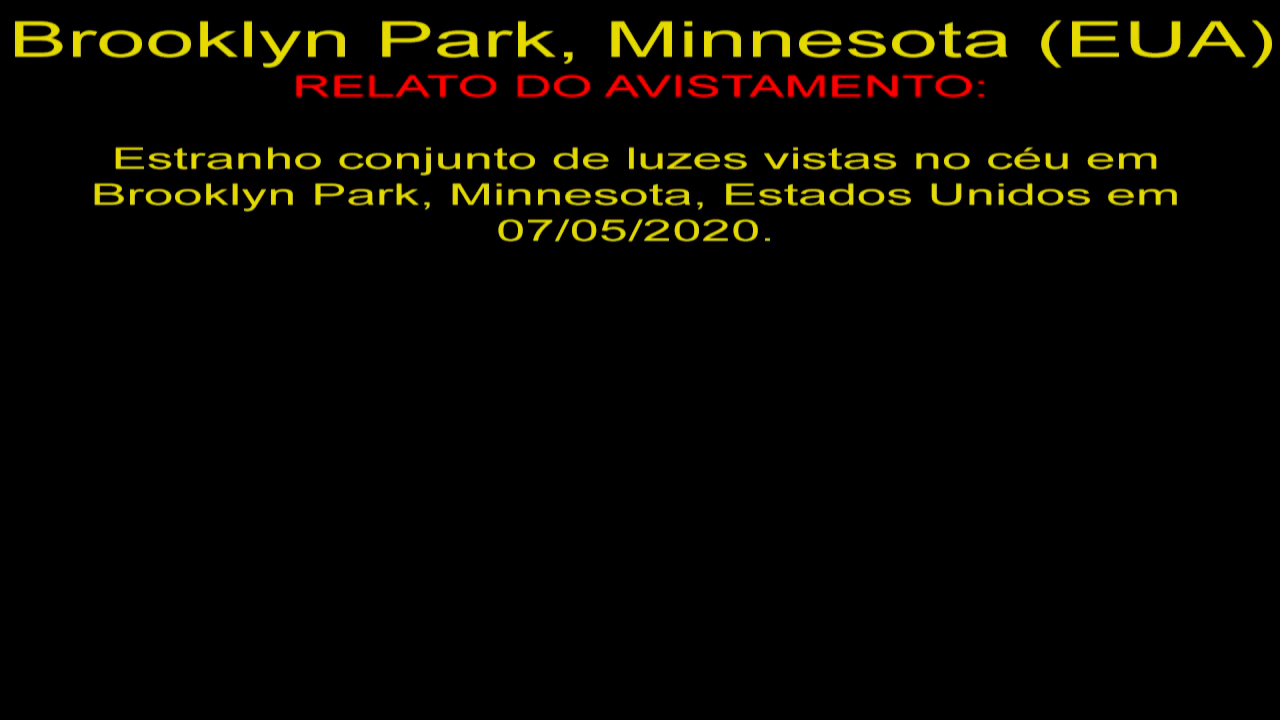 Brooklyn Park, Minnesota (EUA)
RELATO DO AVISTAMENTO:
Estranho conjunto de luzes vistas no céu em
Brooklyn Park, Minnesota, Estados Unidos em
07/05/2020.